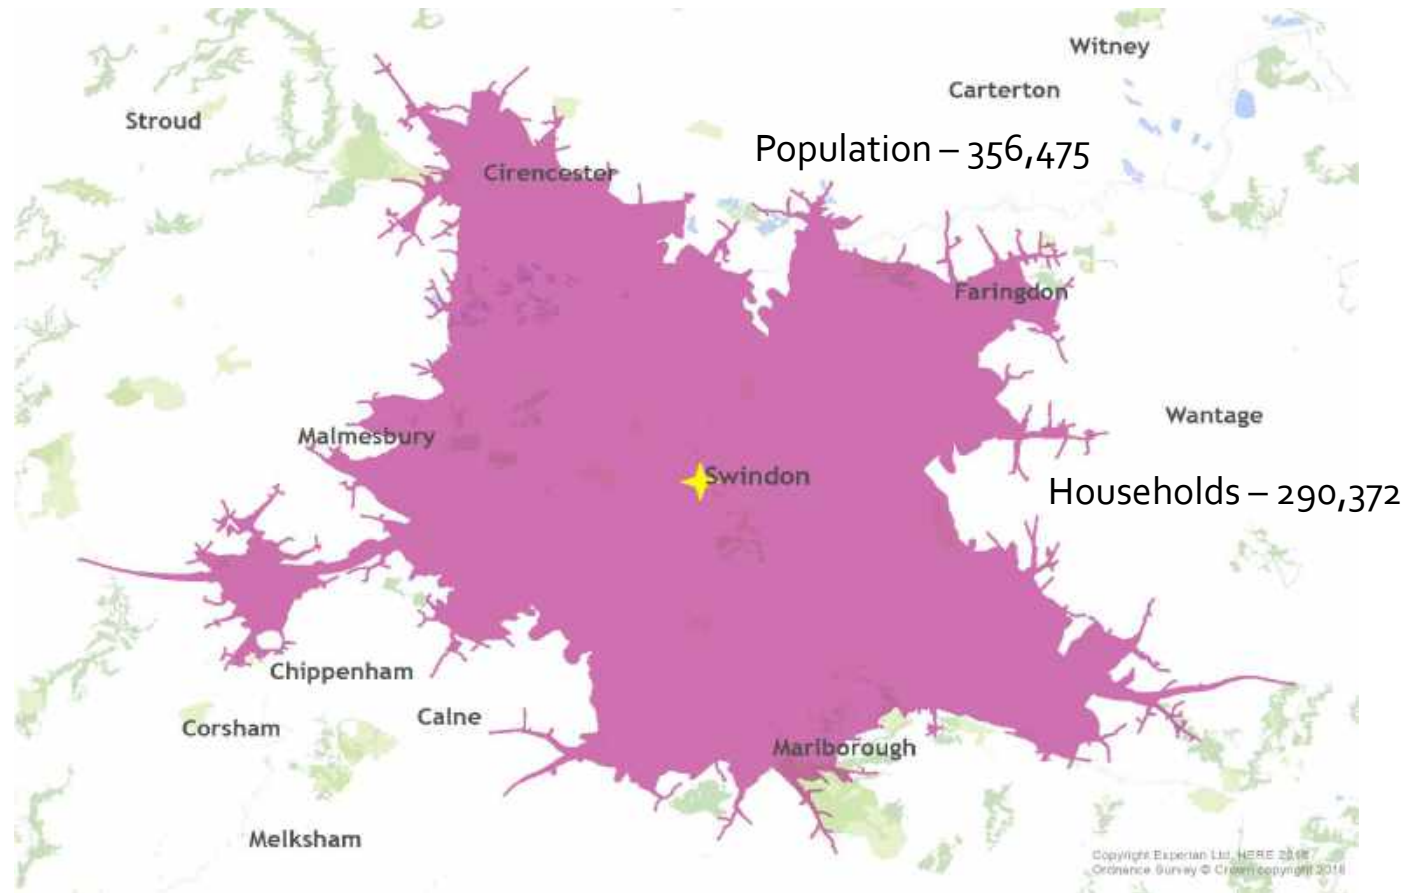 Witney
Carterton
Stroud
Population – 356,475
Cirencester
Faringdon
Wantage
Malmesbury
Swindon
Households – 290,372
Chippenham
Calne
Corsham
Marlborough
Melksham
Copyright Experian Ltd, HERE 2016
Ordnance Survey © Crown copyright 2016